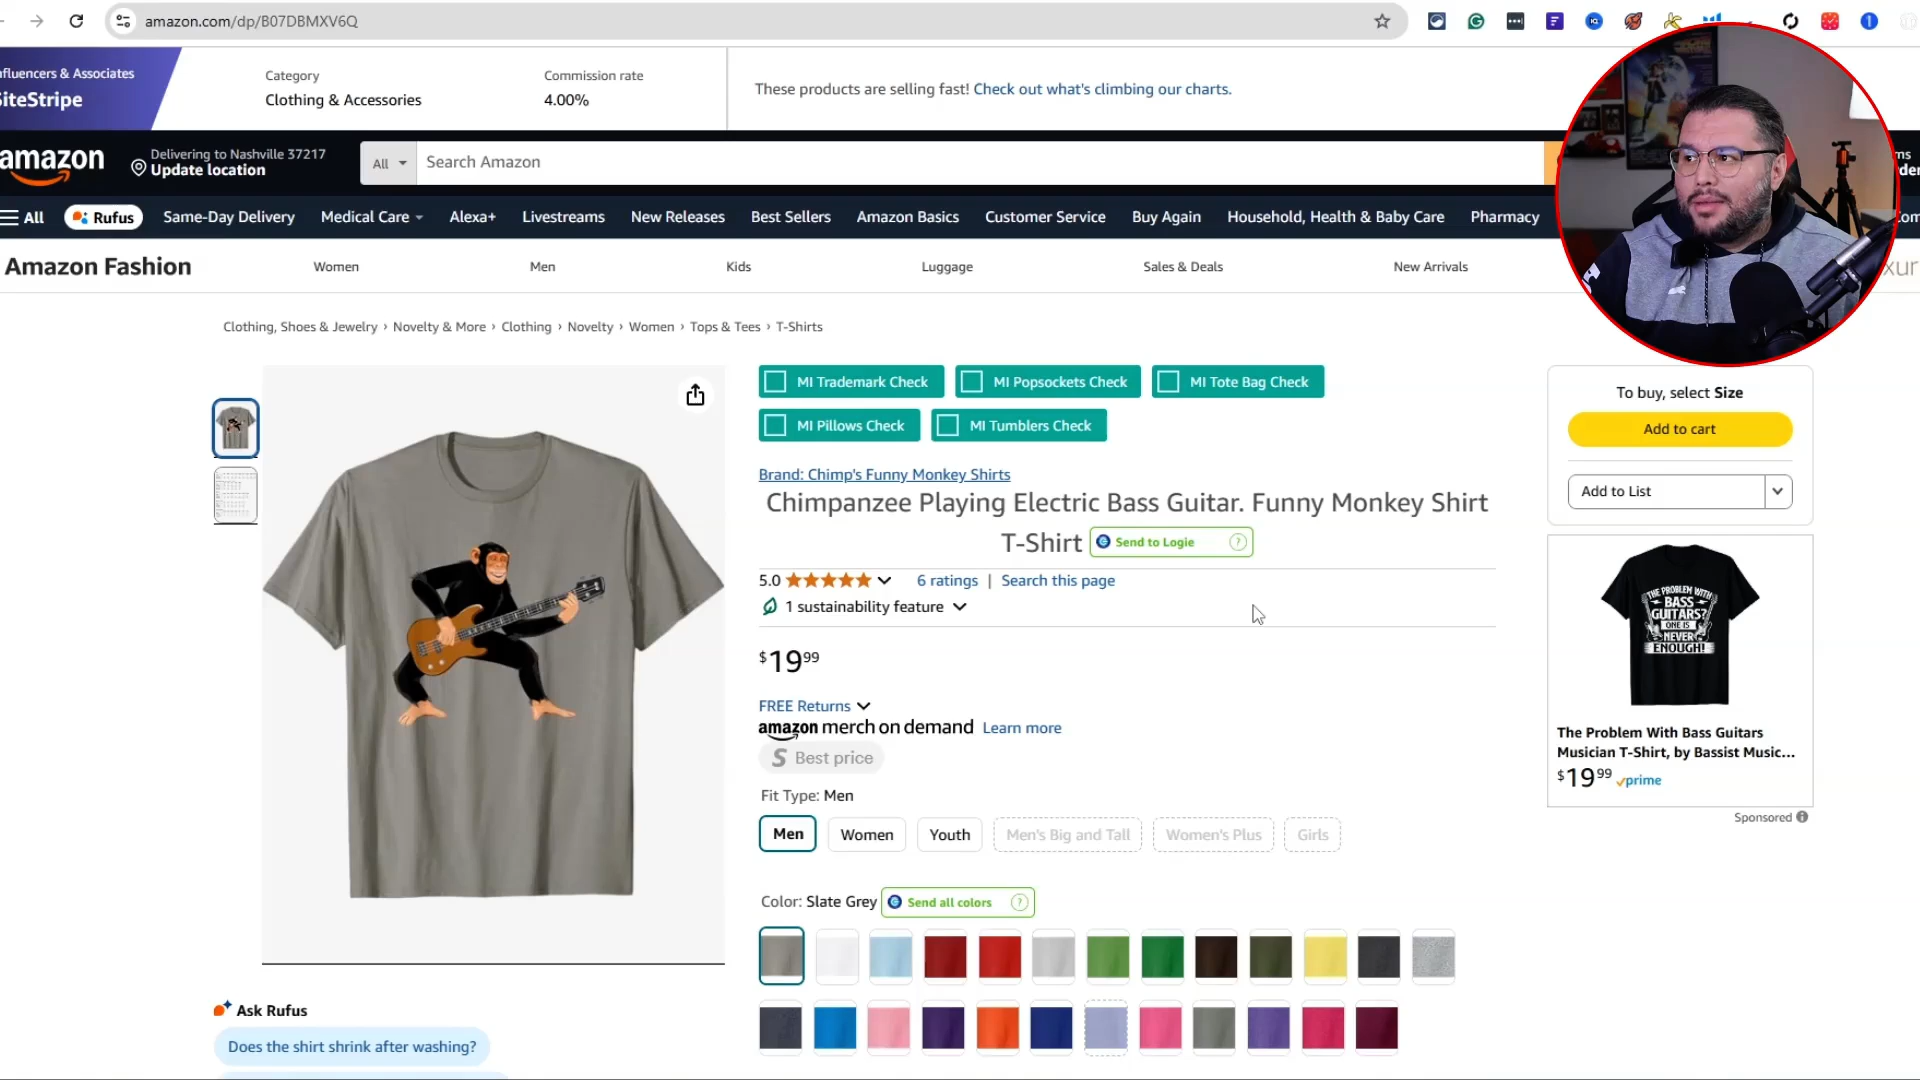 amazon.com/dp/B07DBMXV6Q
nfluencers & Associates
SiteStripe
Category
Clothing & Accessories
Commission rate
4.00%
These products are selling fast! Check out what's climbing our charts.
amazon
Delivering to Nashville 37217
Update location
All
Search Amazon
All
Rufus
Same-Day Delivery
Medical Care
Alexa+
Livestreams
New Releases
Best Sellers
Amazon Basics
Customer Service
Buy Again
Household, Health & Baby Care
Pharmacy
Amazon Fashion
Women
Men
Kids
Luggage
Sales & Deals
New Arrivals
Clothing, Shoes & Jewelry › Novelty & More › Clothing › Novelty › Women › Tops & Tees › T-Shirts
MI Trademark Check
MI Popsockets Check
MI Tote Bag Check
MI Pillows Check
MI Tumblers Check
Brand: Chimp's Funny Monkey Shirts
Chimpanzee Playing Electric Bass Guitar. Funny Monkey Shirt
T-Shirt
Send to Logie ?
5.0
6 ratings | Search this page
1 sustainability feature
$19 99
FREE Returns
amazon merch on demand Learn more
S Best price
Fit Type: Men
Men
Women
Youth
Men's Big and Tall
Women's Plus
Girls
Color: Slate Grey
Send all colors ?
Ask Rufus
Does the shirt shrink after washing?
To buy, select Size
Add to cart
Add to List
THE PROBLEM WITH
BASS
GUITARS?
ONE IS
NEVER
ENOUGH!
The Problem With Bass Guitars
Musician T-Shirt, by Bassist Music...
$19 99 prime
Sponsored